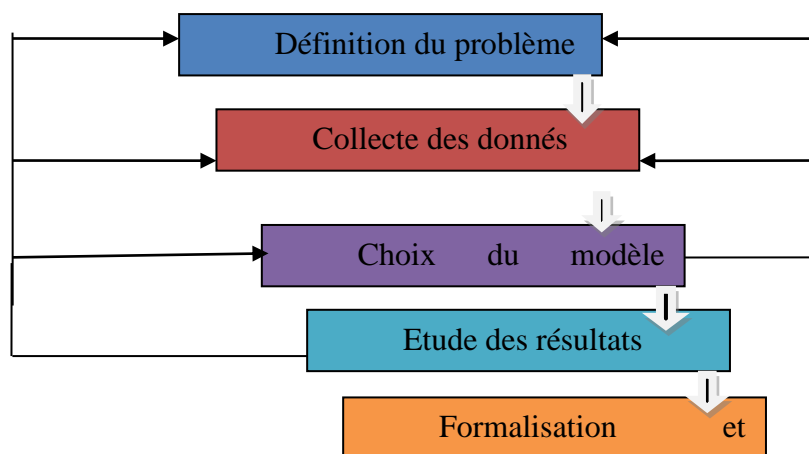 Définition du problème
Collecte des donnés
Choix du modèle
Etude des résultats
Formalisation et